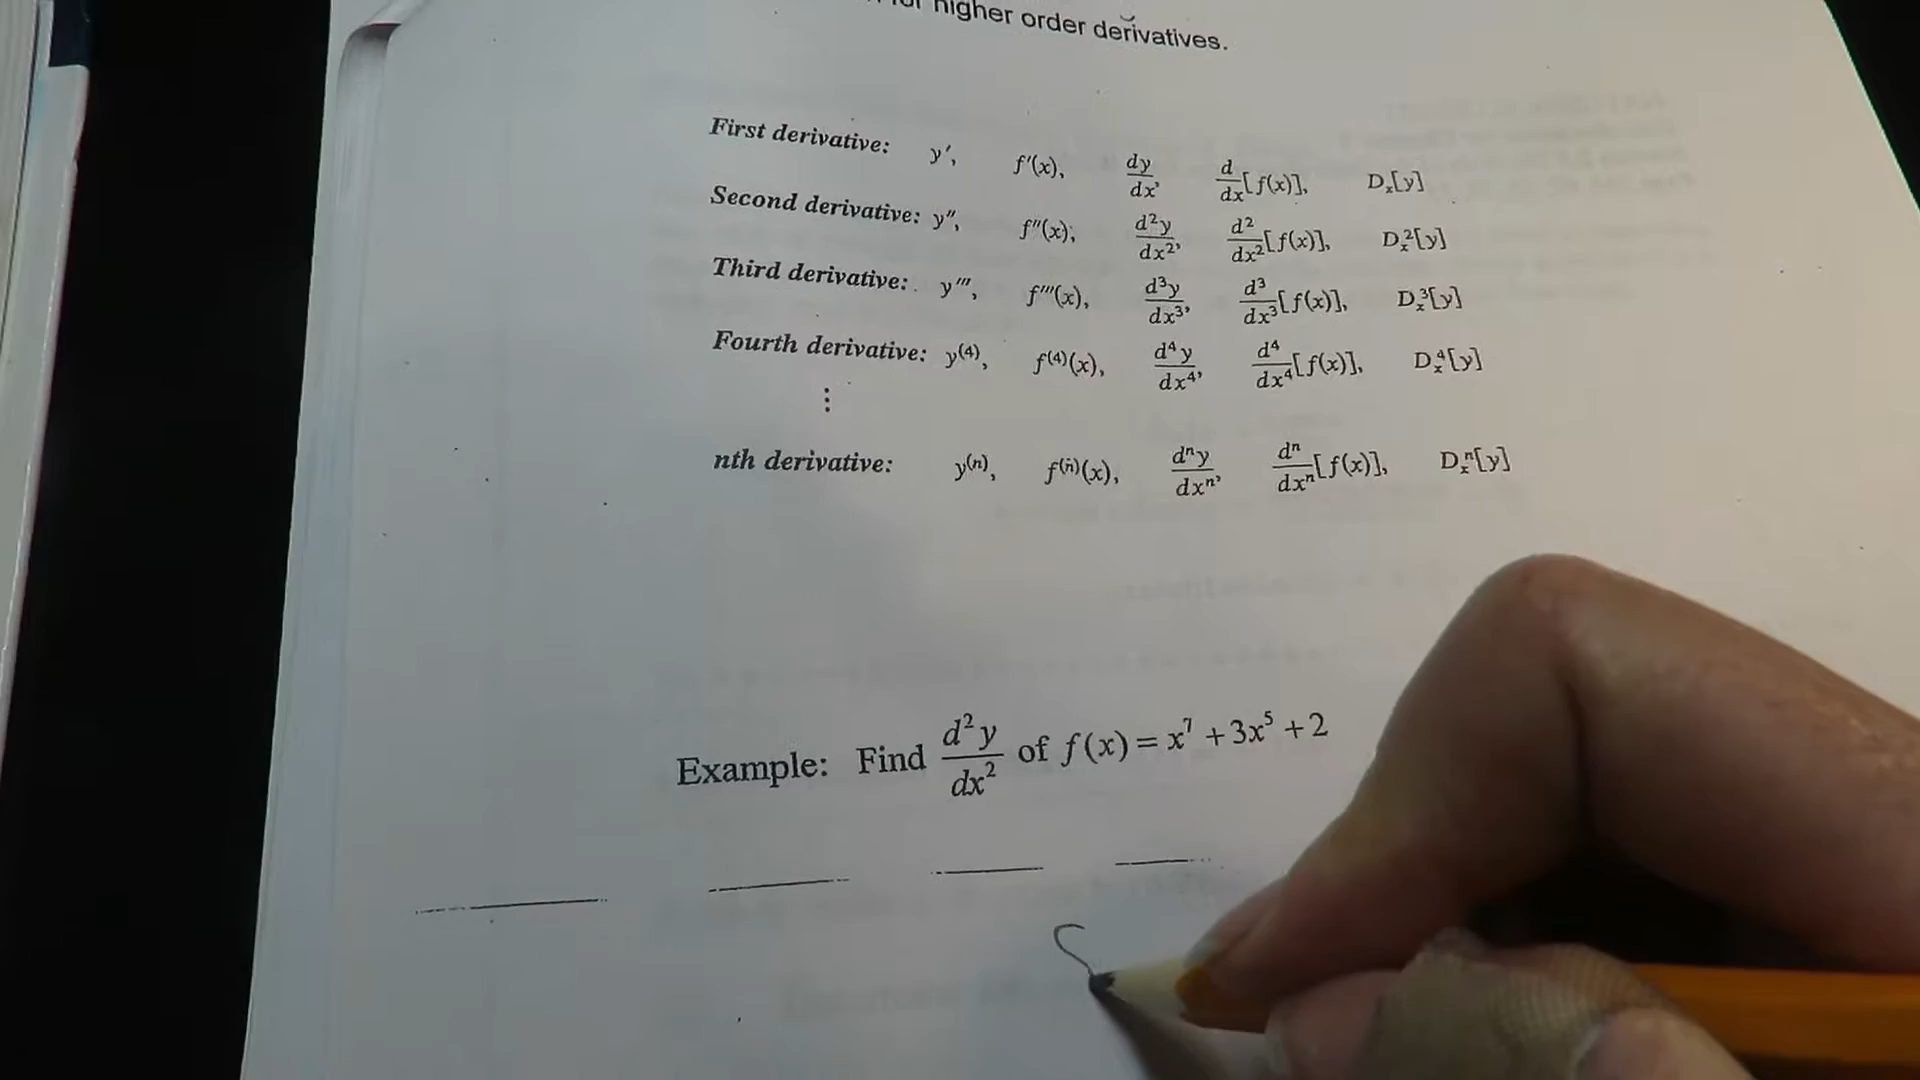 higher order derivatives.
First derivative: y′, f′(x), dy/dx, d/dx[f(x)], Dₓ[y]
Second derivative: y″, f″(x), d²y/dx², d²/dx²[f(x)], Dₓ²[y]
Third derivative: y‴, f‴(x), d³y/dx³, d³/dx³[f(x)], Dₓ³[y]
Fourth derivative: y⁽⁴⁾, f⁽⁴⁾(x), d⁴y/dx⁴, d⁴/dx⁴[f(x)], Dₓ⁴[y]
⋮
nth derivative: y⁽ⁿ⁾, f⁽ⁿ⁾(x), dⁿy/dxⁿ, dⁿ/dxⁿ[f(x)], Dₓⁿ[y]
Example: Find d²y/dx² of f(x) = x⁷ + 3x⁵ + 2